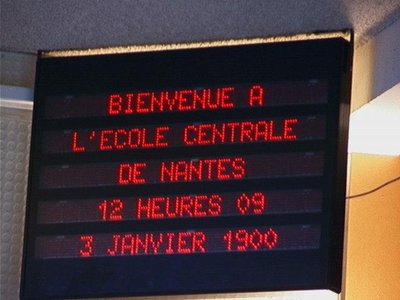 BIENVENUE A
L'ECOLE CENTRALE
DE NANTES
12 HEURES 09
3 JANVIER 1900